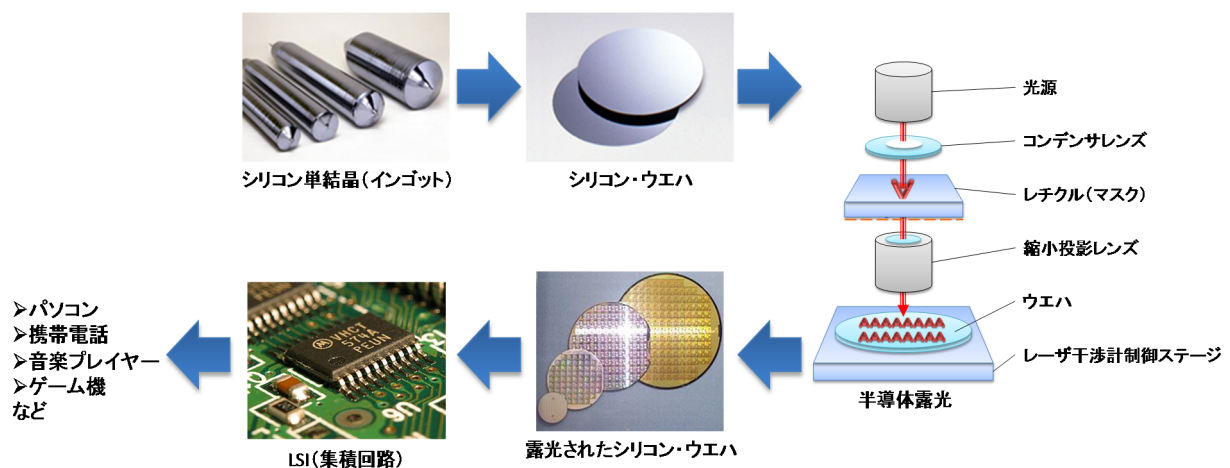 シリコン単結晶(インゴット)
シリコン・ウエハ
光源
コンデンサレンズ
レチクル(マスク)
縮小投影レンズ
ウエハ
レーザ干渉計制御ステージ
半導体露光
AAAAAAAA
AAAAAAAA
露光されたシリコン・ウエハ
VHCT
574A
U6
LSI(集積回路)
➢パソコン
➢携帯電話
➢音楽プレイヤー
➢ゲーム機
など